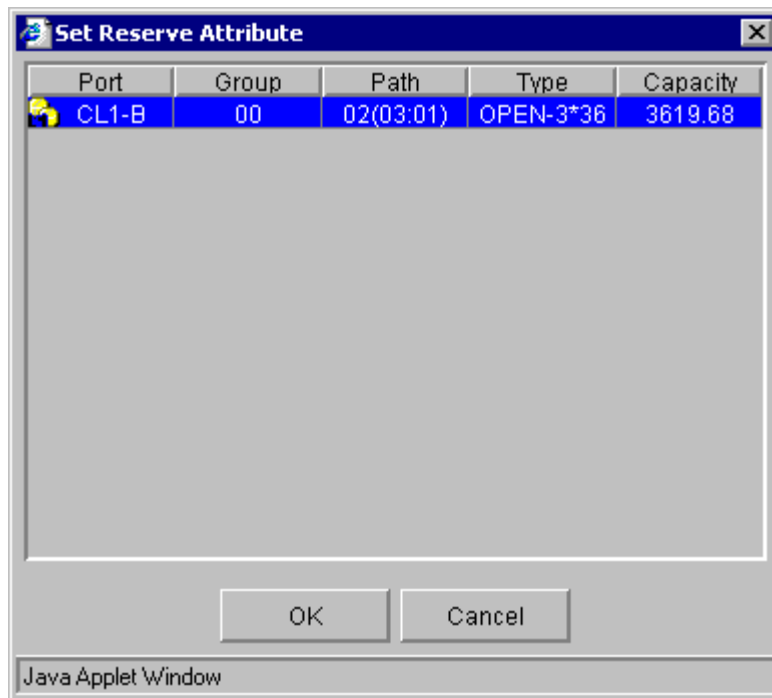 Set Reserve Attribute
Port Group Path Type Capacity
CL1-B 00 02(03:01) OPEN-3*36 3619.68
OK Cancel
Java Applet Window